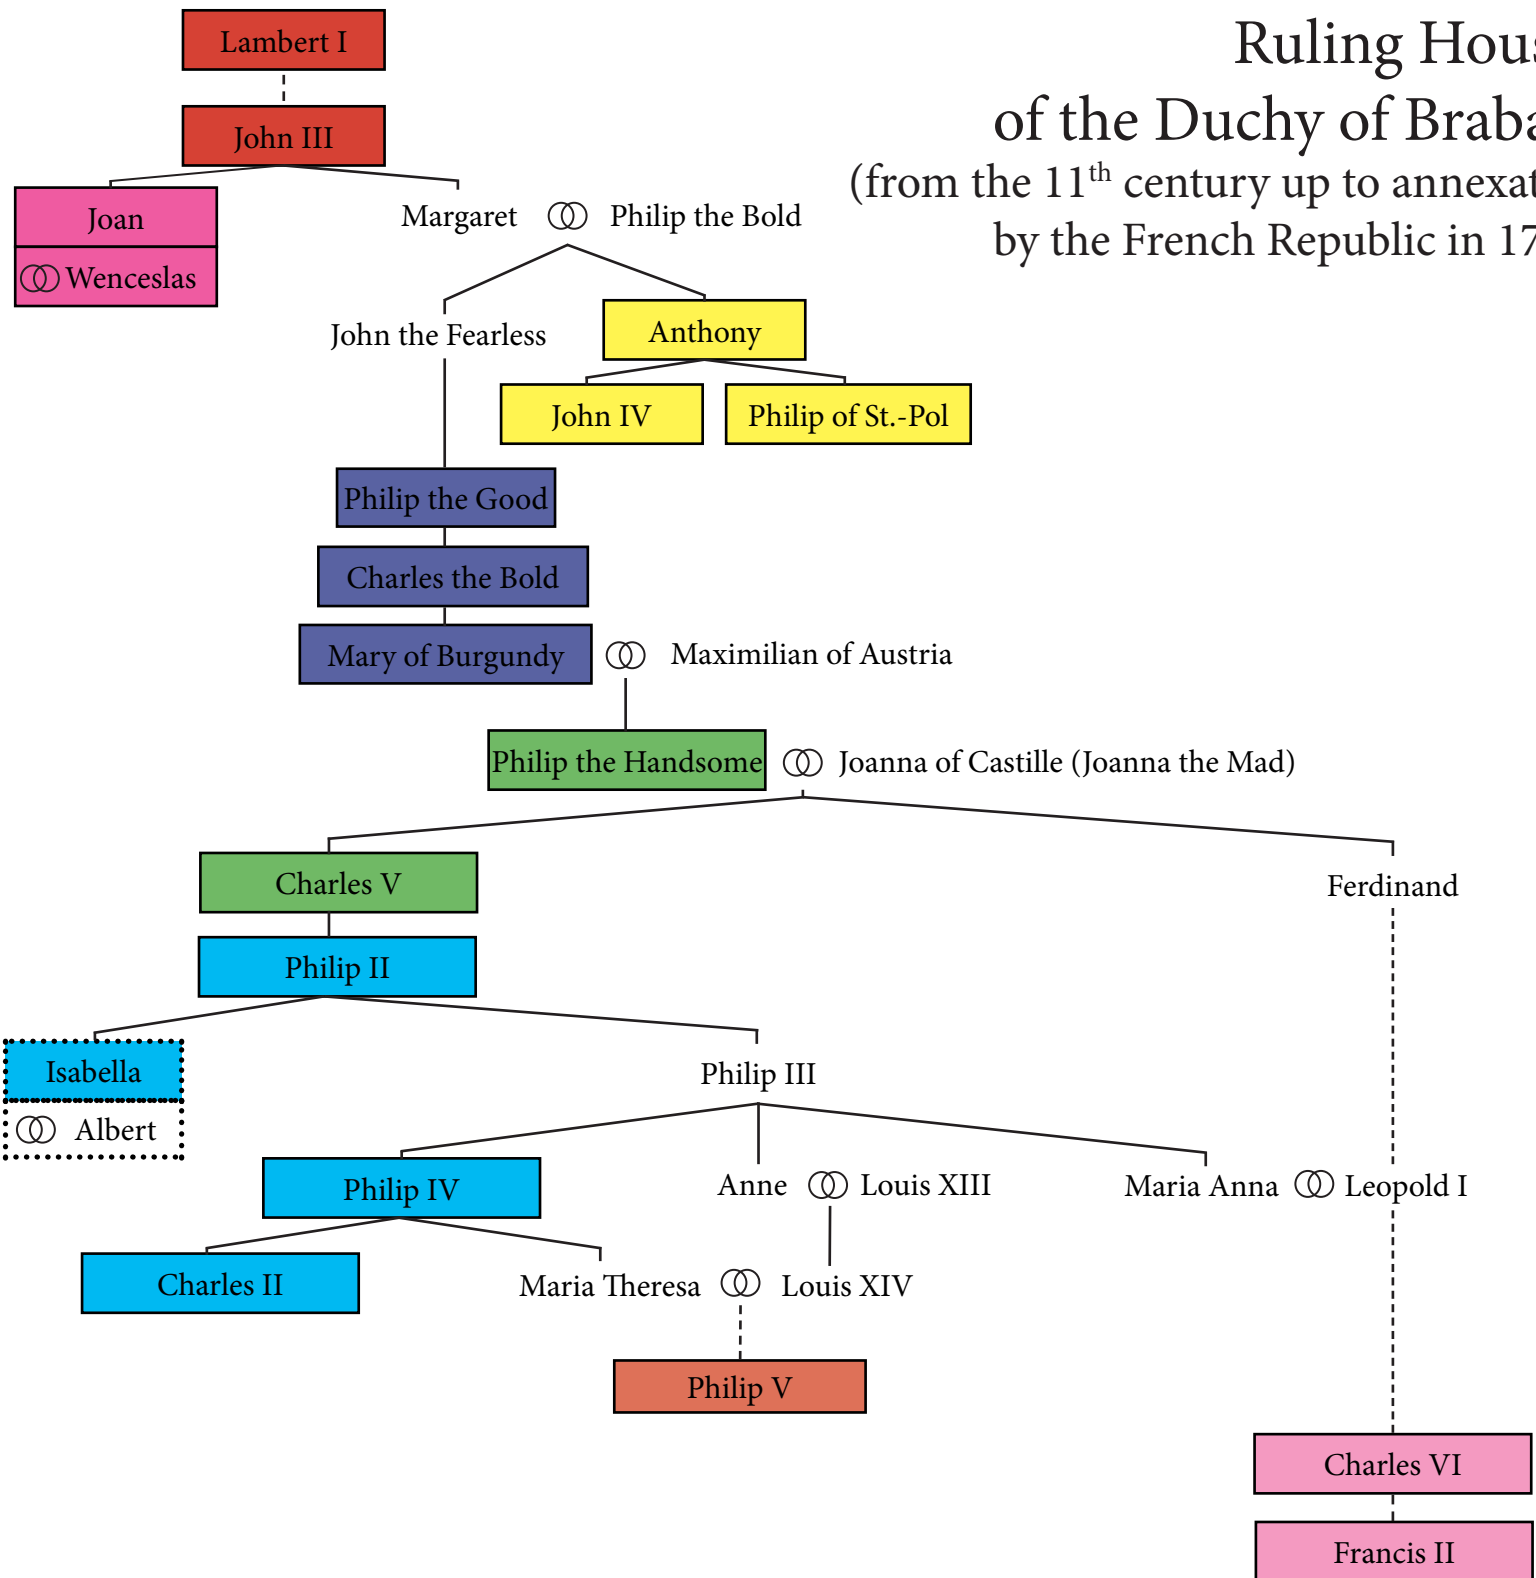 Ruling Hous
of the Duchy of Braba
(from the 11th century up to annexat
by the French Republic in 17
Lambert I
John III
Joan
Wenceslas
Margaret Philip the Bold
John the Fearless
Anthony
John IV
Philip of St.-Pol
Philip the Good
Charles the Bold
Mary of Burgundy
Maximilian of Austria
Philip the Handsome
Joanna of Castille (Joanna the Mad)
Charles V
Ferdinand
Philip II
Isabella
Albert
Philip III
Philip IV
Anne Louis XIII
Maria Anna Leopold I
Charles II
Maria Theresa Louis XIV
Philip V
Charles VI
Francis II